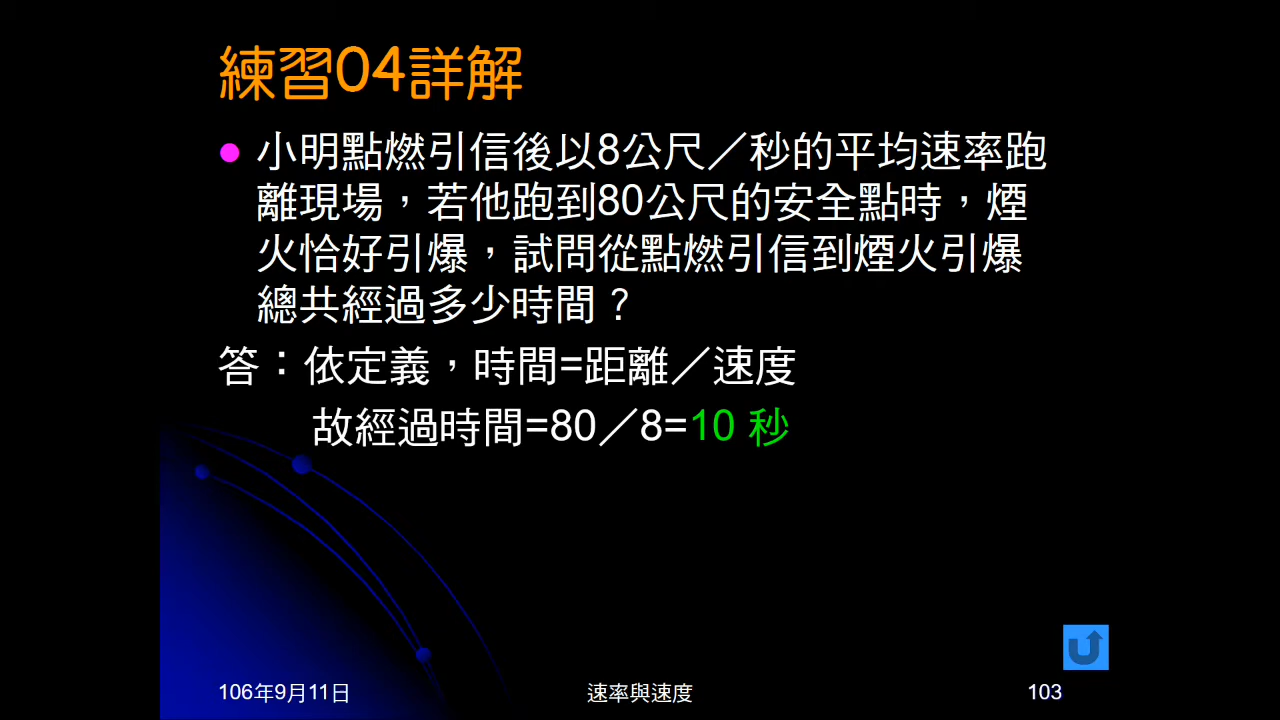 練習04詳解
小明點燃引信後以8公尺／秒的平均速率跑
離現場，若他跑到80公尺的安全點時，煙
火恰好引爆，試問從點燃引信到煙火引爆
總共經過多少時間？
答：依定義，時間=距離／速度
故經過時間=80／8=10 秒
106年9月11日
速率與速度
103